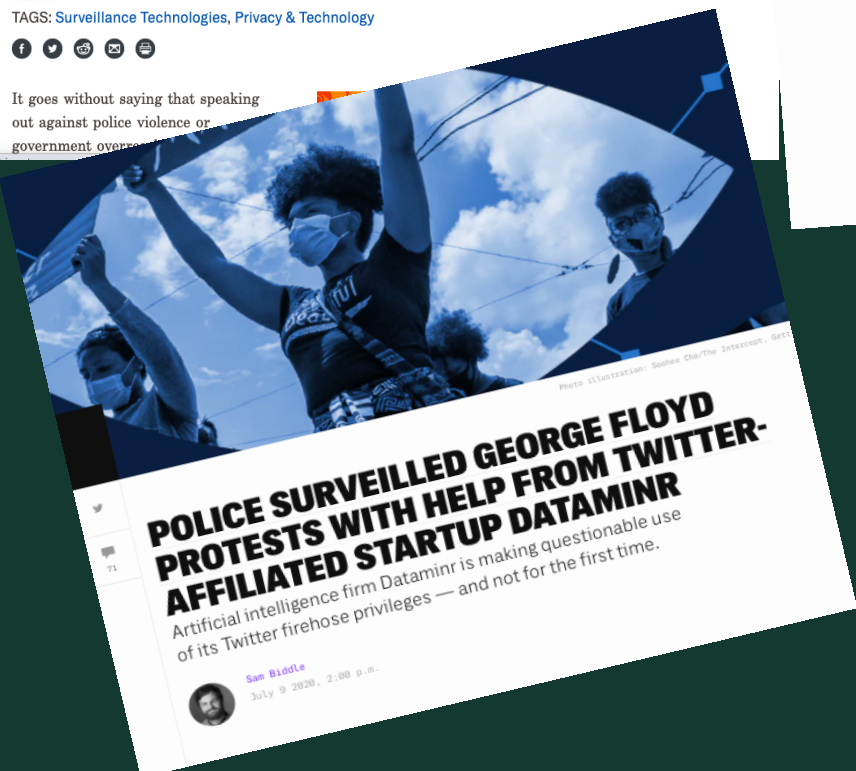 TAGS: Surveillance Technologies, Privacy & Technology
It goes without saying that speaking
out against police violence or
government
Photo illustration: Soohee Cho/The Intercept, Gett
POLICE SURVEILLED GEORGE FLOYD
PROTESTS WITH HELP FROM TWITTER-
AFFILIATED STARTUP DATAMINR
Artificial intelligence firm Dataminr is making questionable use
of its Twitter firehose privileges — and not for the first time.
71
Sam Biddle
July 9 2020, 2:00 p.m.